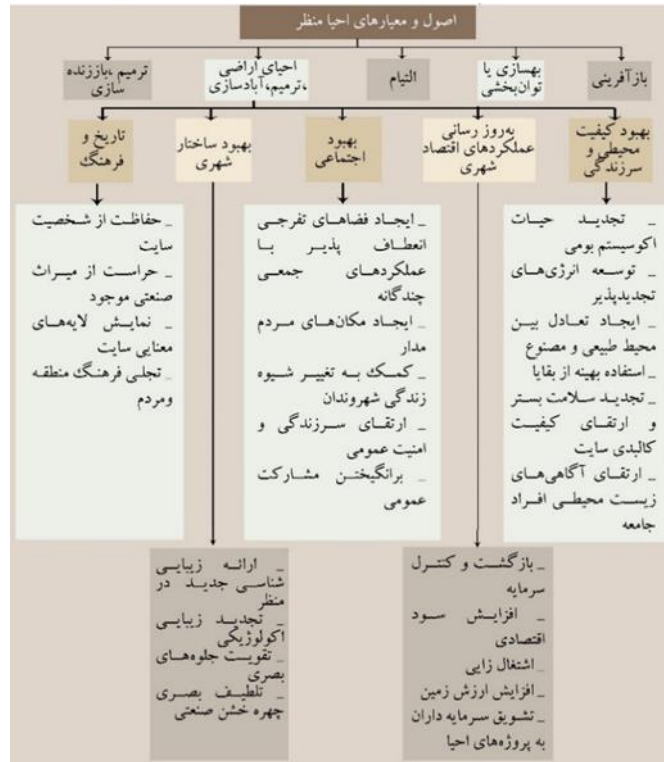 اصول و معیارهای احیا منظر
بازآفرینی
بهسازی یا
توان‌بخشی
التیام
احیای اراضی
،ترمیم،آبادسازی
ترمیم ،باززنده
سازی
بهبود کیفیت
محیطی و
سرزندگی
به‌روز رسانی
عملکردهای اقتصاد
شهری
بهبود
اجتماعی
بهبود ساختار
شهری
تاریخ و
فرهنگ
_ تجدید حیات
اکوسیستم بومی
_ توسعه انرژی‌های
تجدیدپذیر
_ ایجاد تعادل بین
محیط طبیعی و مصنوع
_ استفاده بهینه از بقایا
_ تجدید سلامت بستر
و ارتقای کیفیت
کالبدی سایت
_ ارتقای آگاهی‌های
زیست محیطی افراد
جامعه
_ ایجاد فضاهای تفرجی
انعطاف پذیر با
عملکردهای جمعی
چندگانه
_ ایجاد مکان‌های مردم
مدار
_ کمک به تغییر شیوه
زندگی شهروندان
_ ارتقای سرزندگی و
امنیت عمومی
_ برانگیختن مشارکت
عمومی
_ حفاظت از شخصیت
سایت
_ حراست از میراث
صنعتی موجود
_ نمایش لایه‌های
معنایی سایت
_ تجلی فرهنگ منطقه
ومردم
_ بازگشت و کنترل
سرمایه
_ افزایش سود
اقتصادی
_ اشتغال زایی
_ افزایش ارزش زمین
_ تشویق سرمایه داران
به پروژه‌های احیا
_ ارائه زیبایی
شناسی جدید در
منظر
_ تجدید زیبایی
اکولوژیکی
_ تقویت جلوه‌های
بصری
_ تلطیف بصری
چهره خشن صنعتی